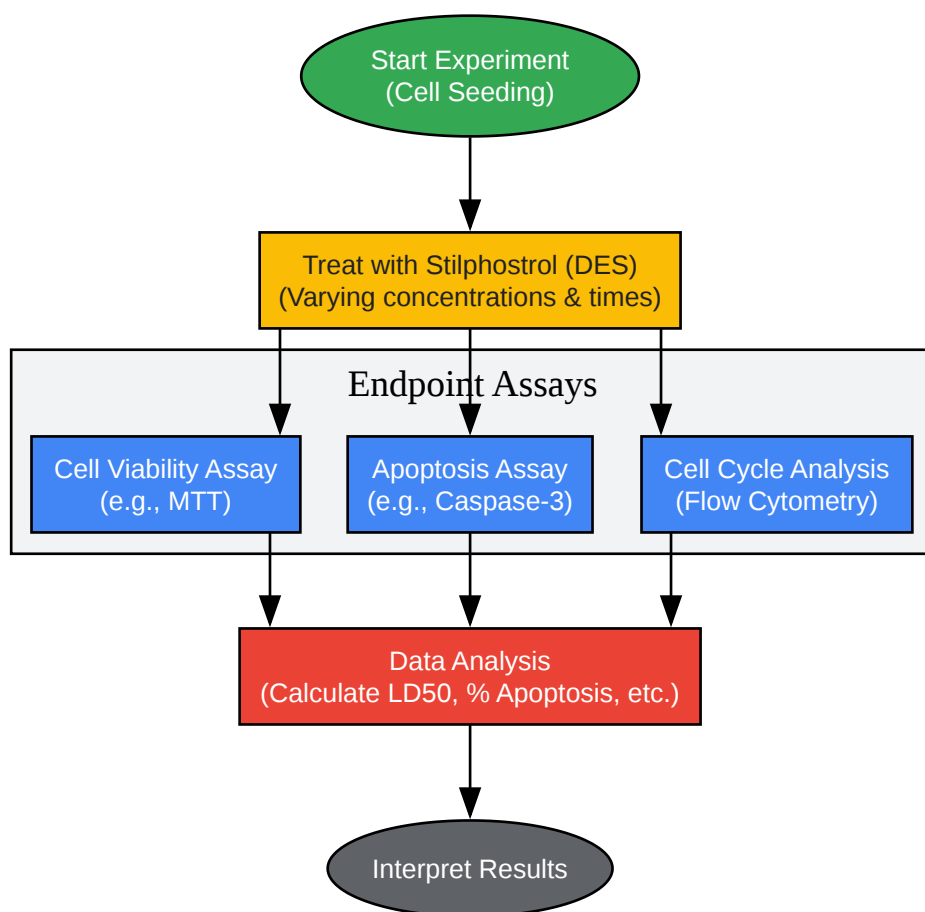 Start Experiment
(Cell Seeding)
Treat with Stilphostrol (DES)
(Varying concentrations & times)
Endpoint Assays
Cell Viability Assay
(e.g., MTT)
Apoptosis Assay
(e.g., Caspase-3)
Cell Cycle Analysis
(Flow Cytometry)
Data Analysis
(Calculate LD50, % Apoptosis, etc.)
Interpret Results